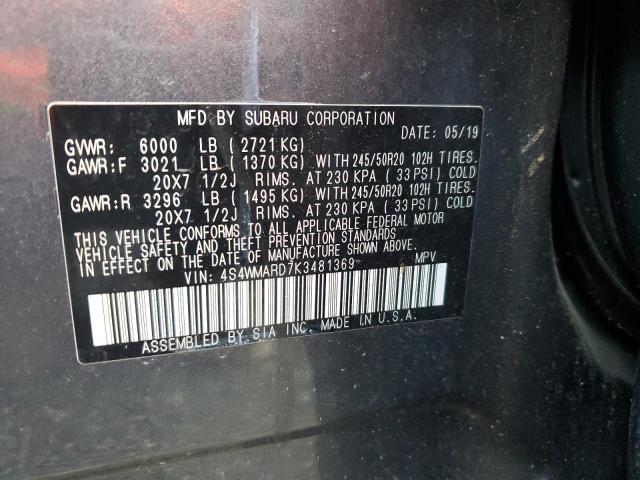 MFD BY SUBARU CORPORATION
DATE: 05/19
GVWR: 6000 LB (2721 KG)
GAWR:F 3021 LB (1370 KG) WITH 245/50R20 102H TIRES.
20X7 1/2J RIMS. AT 230 KPA (33 PSI) COLD
GAWR:R 3296 LB (1495 KG) WITH 245/50R20 102H TIRES.
20X7 1/2J RIMS. AT 230 KPA (33 PSI) COLD
THIS VEHICLE CONFORMS TO ALL APPLICABLE FEDERAL MOTOR
VEHICLE SAFETY AND THEFT PREVENTION STANDARDS
IN EFFECT ON THE DATE OF MANUFACTURE SHOWN ABOVE.
VIN: 4S4WMARD7K3481369 MPV
ASSEMBLED BY SIA INC. MADE IN U.S.A.